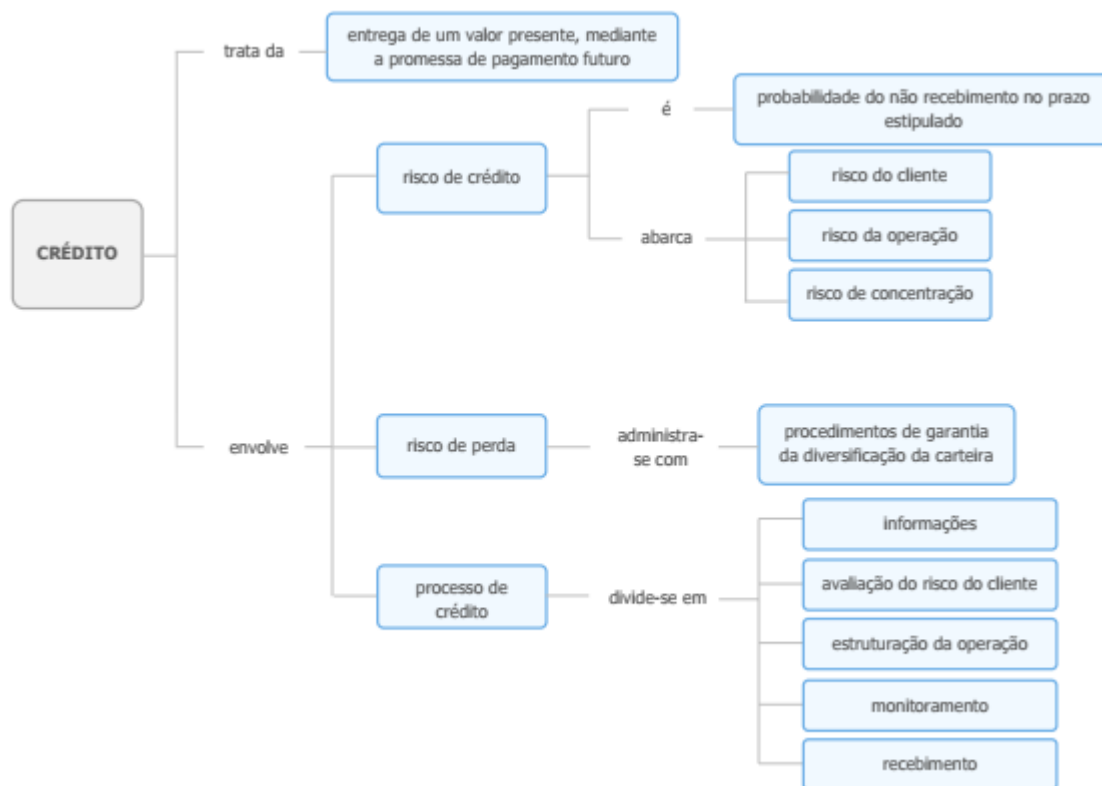 trata da
entrega de um valor presente, mediante
a promessa de pagamento futuro
é
probabilidade do não recebimento no prazo
estipulado
risco de crédito
risco do cliente
abarca
risco da operação
CRÉDITO
risco de concentração
envolve
risco de perda
administra-
se com
procedimentos de garantia
da diversificação da carteira
informações
processo de
crédito
divide-se em
avaliação do risco do cliente
estruturação da operação
monitoramento
recebimento